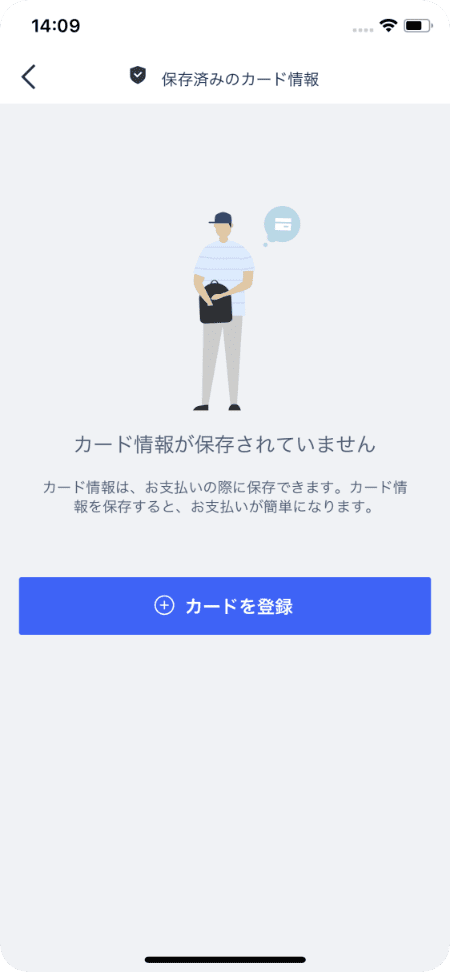 14:09
保存済みのカード情報
カード情報が保存されていません
カード情報は、お支払いの際に保存できます。カード情
報を保存すると、お支払いが簡単になります。
カードを登録